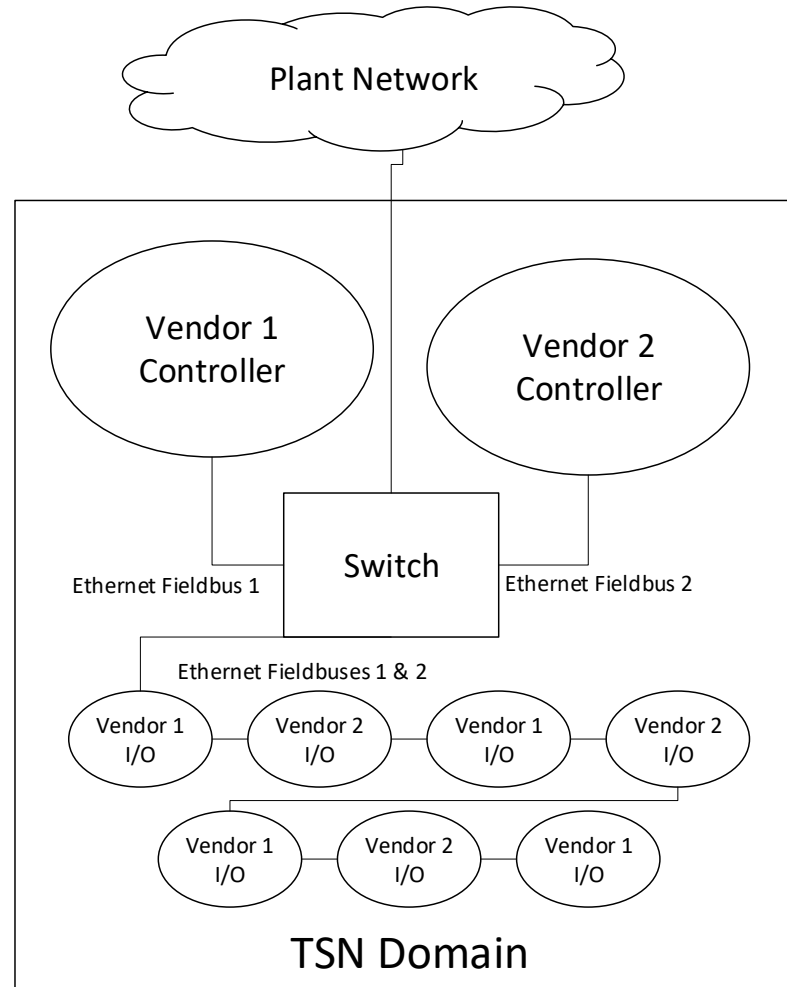 Plant Network
Vendor 1
Controller
Vendor 2
Controller
Switch
Ethernet Fieldbus 1
Ethernet Fieldbus 2
Ethernet Fieldbuses 1 & 2
Vendor 1
I/O
Vendor 2
I/O
Vendor 1
I/O
Vendor 2
I/O
Vendor 1
I/O
Vendor 2
I/O
Vendor 1
I/O
TSN Domain